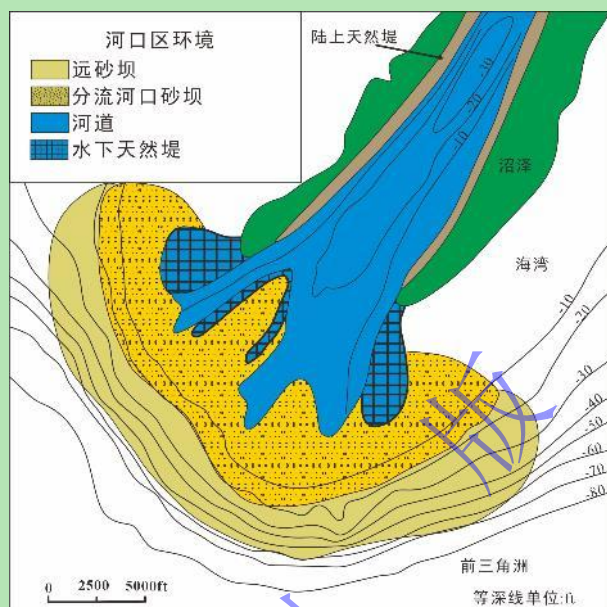 河口区环境
远砂坝
分流河口砂坝
河道
水下天然堤
陆上天然堤
-30
-20
-10
沼泽
海湾
-10
-20
-30
-40
-50
-60
-70
-80
版
前三角洲
0 2500 5000ft
等深线单位:ft